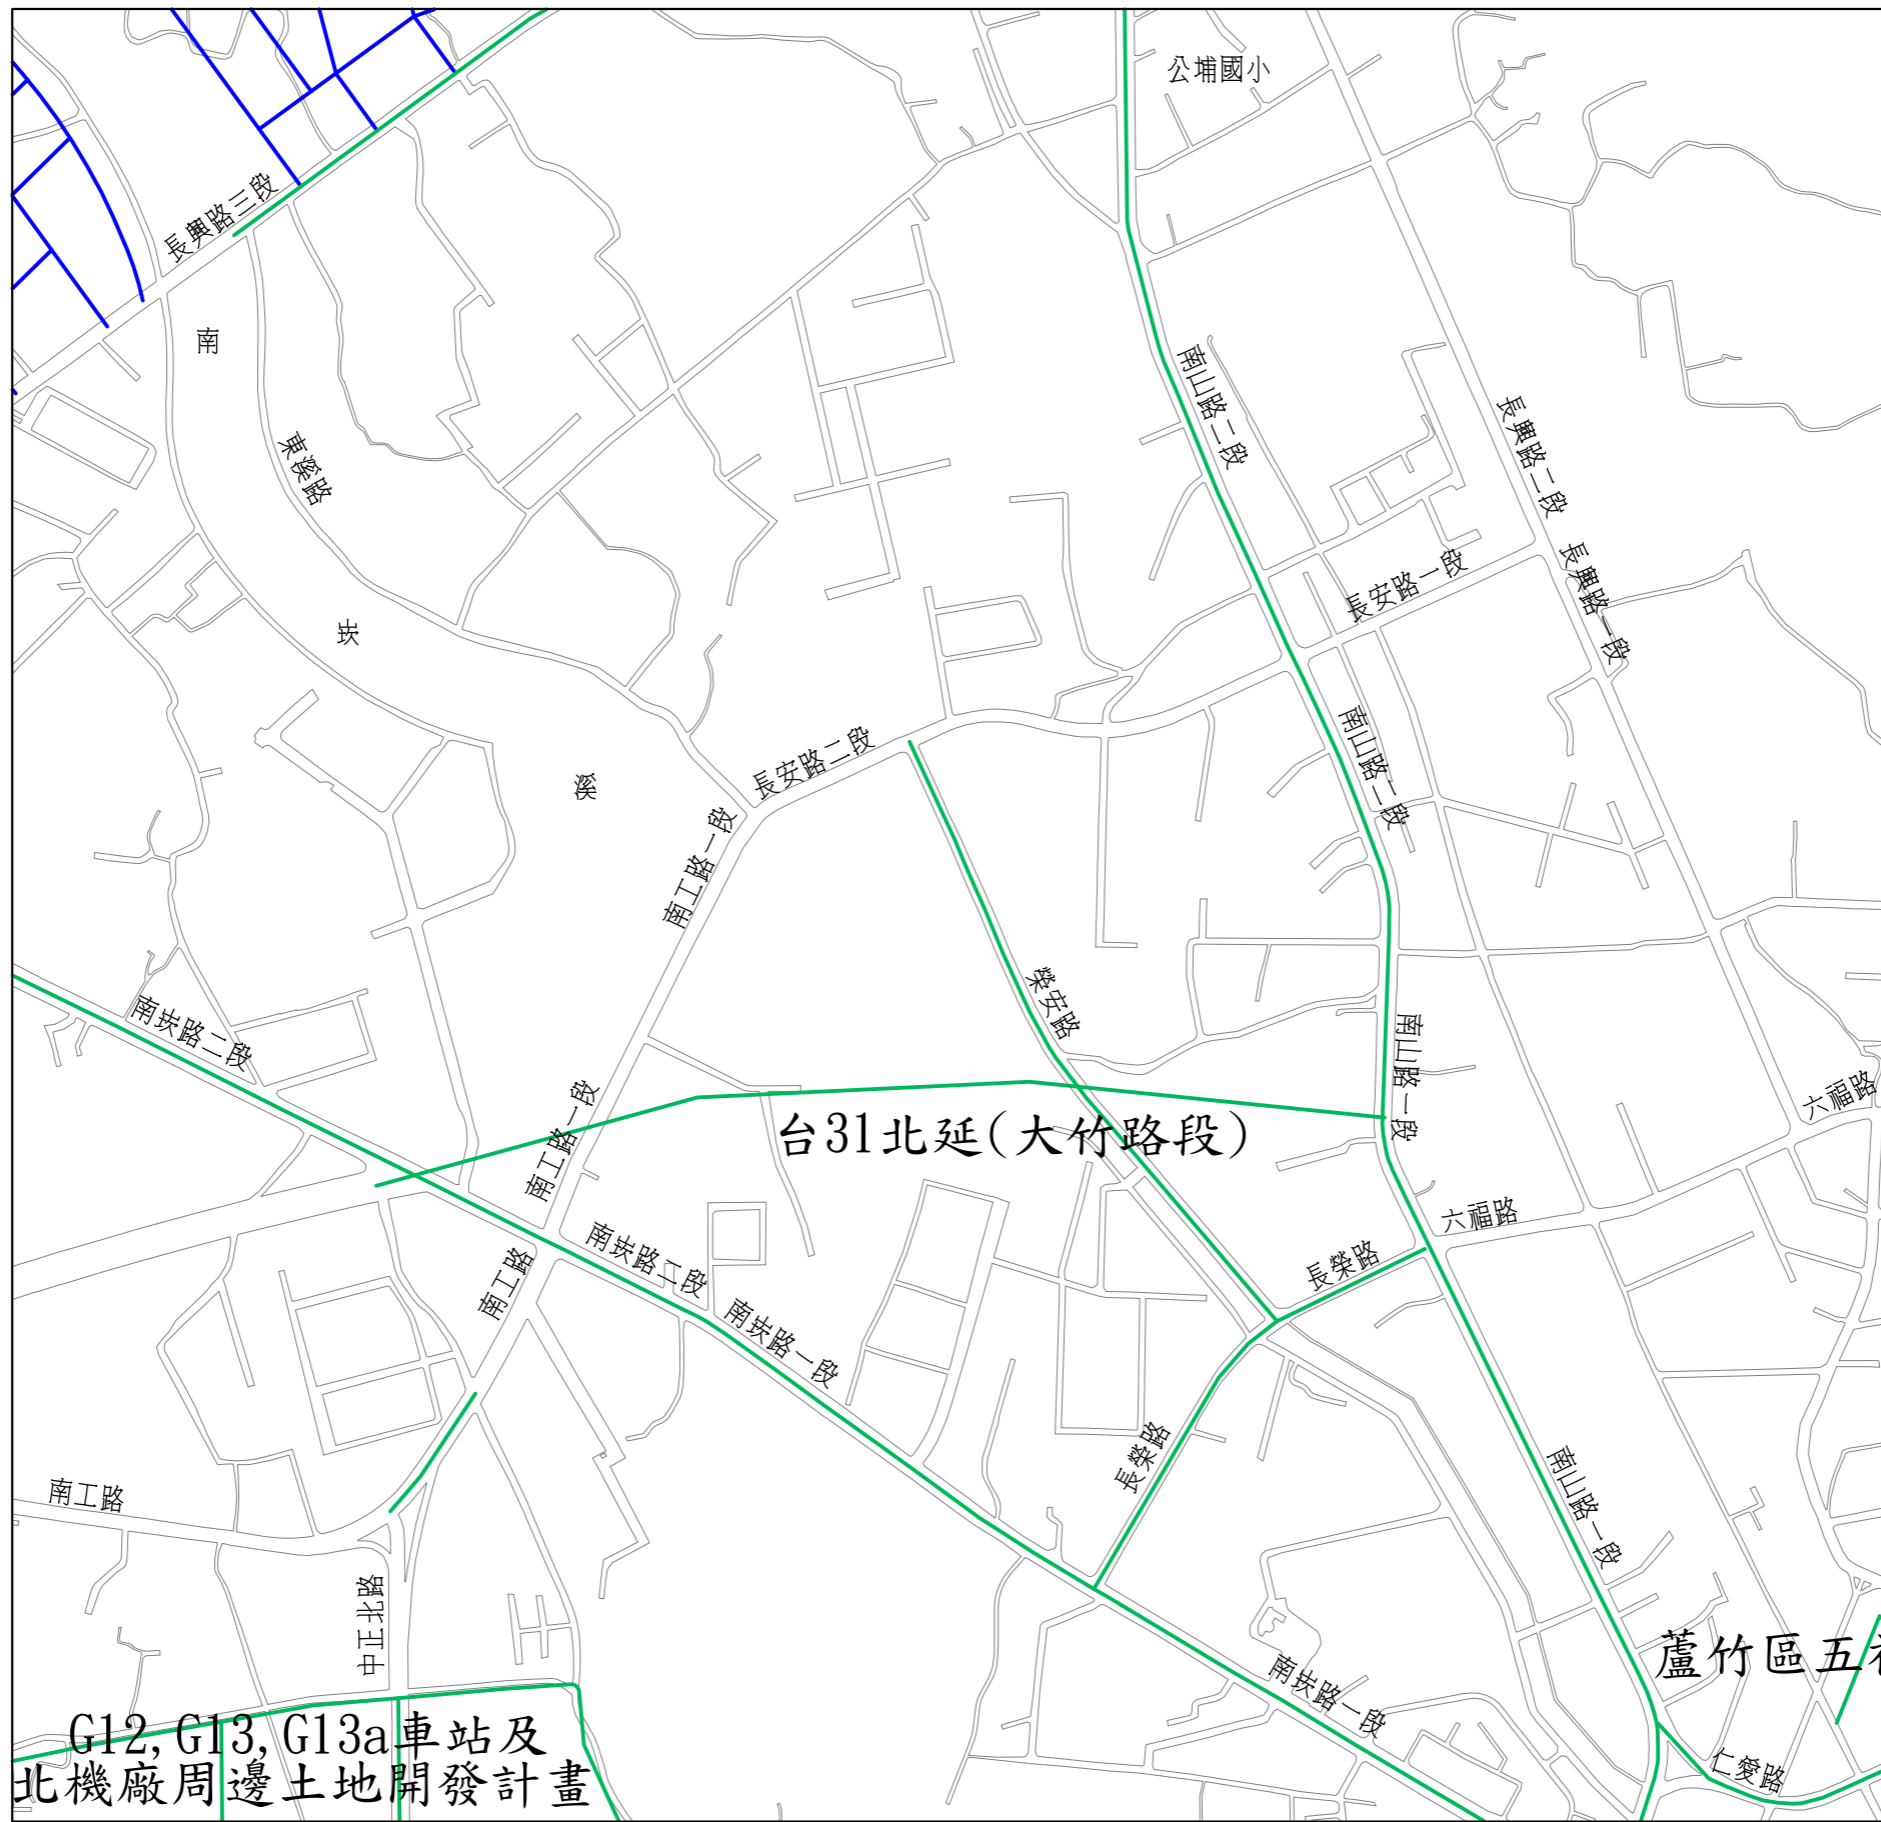 公埔國小
長興路三段
南
南山路二段
長興路二段
東溪路
長興路一段
長安路一段
崁
南山路二段
長安路二段
溪
南工路一段
榮安路
南崁路二段
南山路一段
六福路
南工路一段
台31北延(大竹路段)
六福路
南崁路二段
長榮路
南工路
南崁路一段
長榮路
南山路一段
南工路
中正北路
蘆竹區五
南崁路一段
G12,G13,G13a車站及
北機廠周邊土地開發計畫
仁愛路